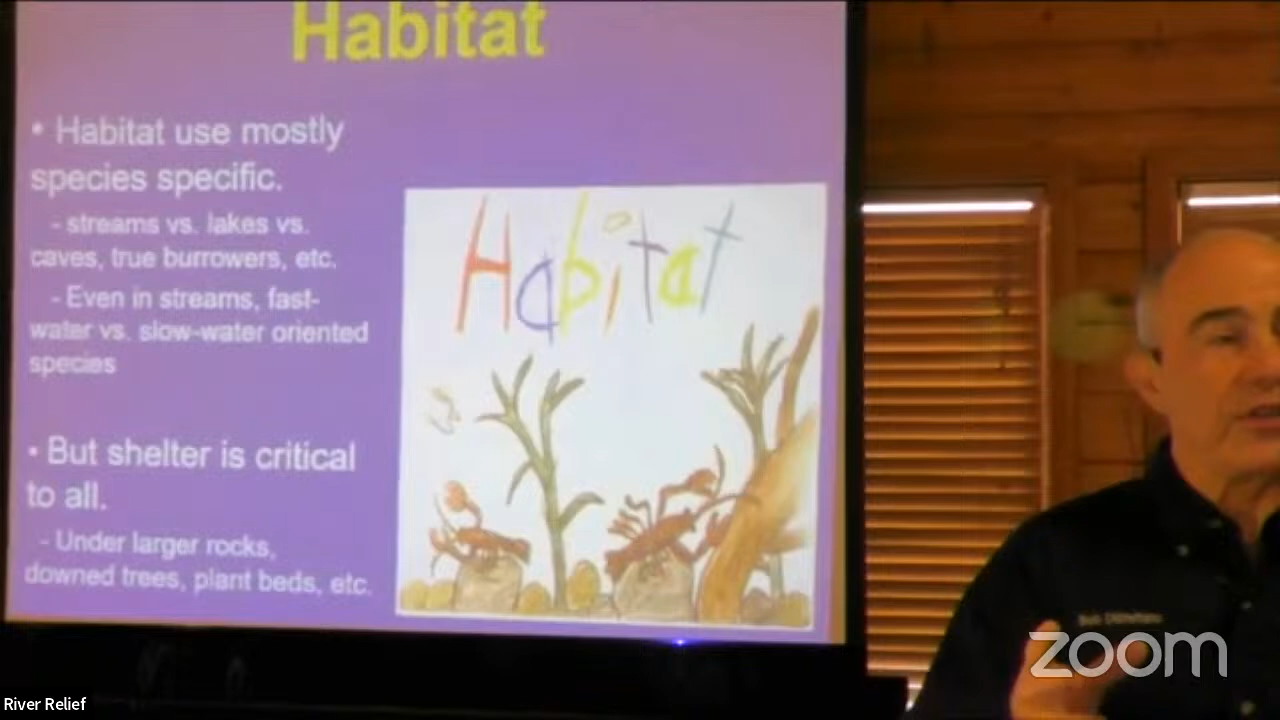 Habitat
• Habitat use mostly
species specific.
- streams vs. lakes vs.
caves, true burrowers, etc.
- Even in streams, fast-
water vs. slow-water oriented
species
• But shelter is critical
to all.
- Under larger rocks,
downed trees, plant beds, etc.
Habitat
zoom
River Relief